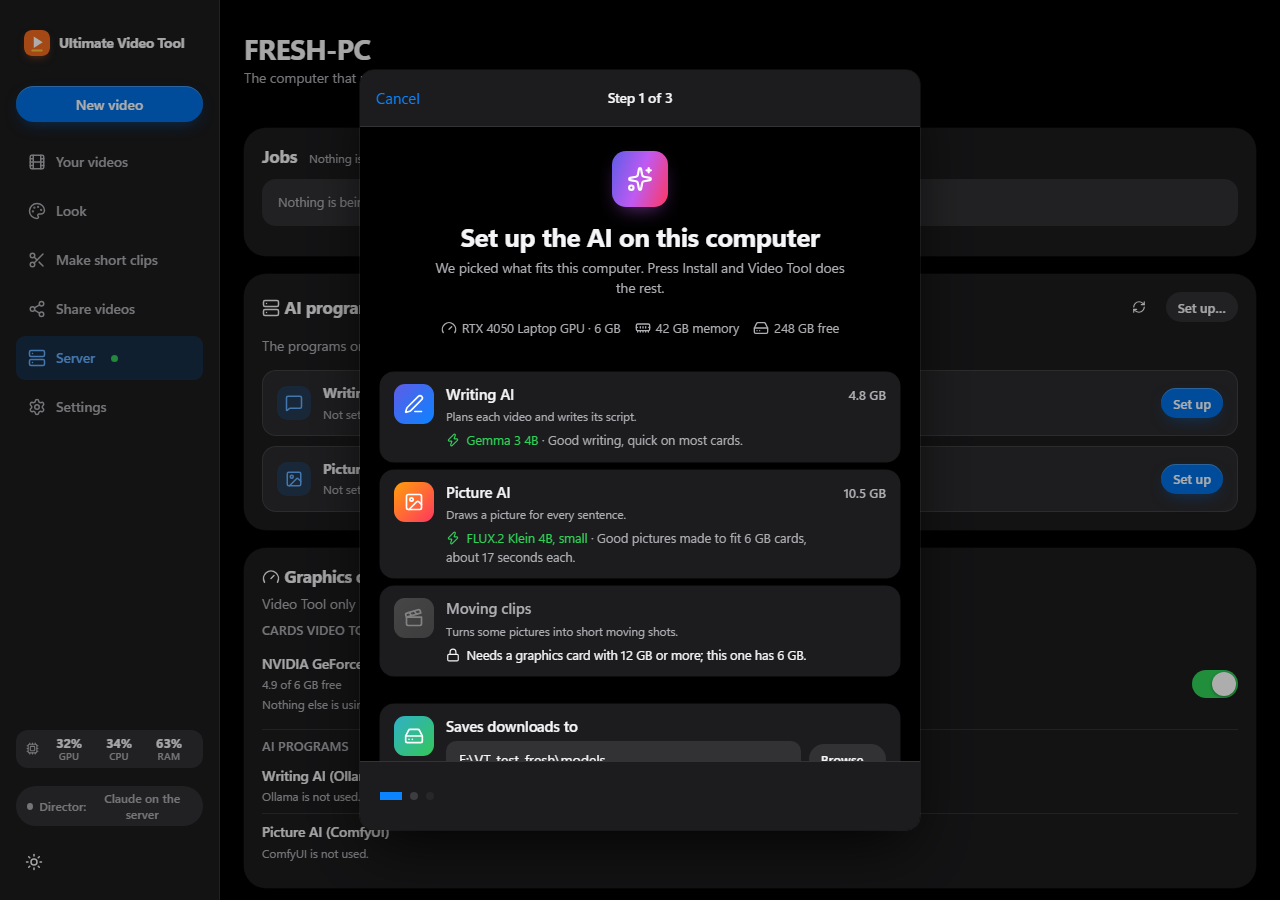 Ultimate Video Tool
New video
Your videos
Look
Make short clips
Share videos
Server
Settings
32% 34% 63%
GPU CPU RAM
Director: Claude on the
server
FRESH-PC
The computer that
Jobs Nothing is
Nothing is
AI
The programs
Not
Not
Set up...
Set up
Set up
Graphics
Video Tool only
CARDS VIDEO
NVIDIA GeForce
4.9 of 6 GB free
Nothing else is
AI PROGRAMS
Writing AI
Ollama is not used.
Picture AI (ComfyUI)
ComfyUI is not used.
Cancel
Step 1 of 3
Set up the AI on this computer
We picked what fits this computer. Press Install and Video Tool does
the rest.
RTX 4050 Laptop GPU · 6 GB 42 GB memory 248 GB free
Writing AI 4.8 GB
Plans each video and writes its script.
Gemma 3 4B · Good writing, quick on most cards.
Picture AI 10.5 GB
Draws a picture for every sentence.
FLUX.2 Klein 4B, small · Good pictures made to fit 6 GB cards,
about 17 seconds each.
Moving clips
Turns some pictures into short moving shots.
Needs a graphics card with 12 GB or more; this one has 6 GB.
Saves downloads to
F:\VT_test_fresh\models Browse...